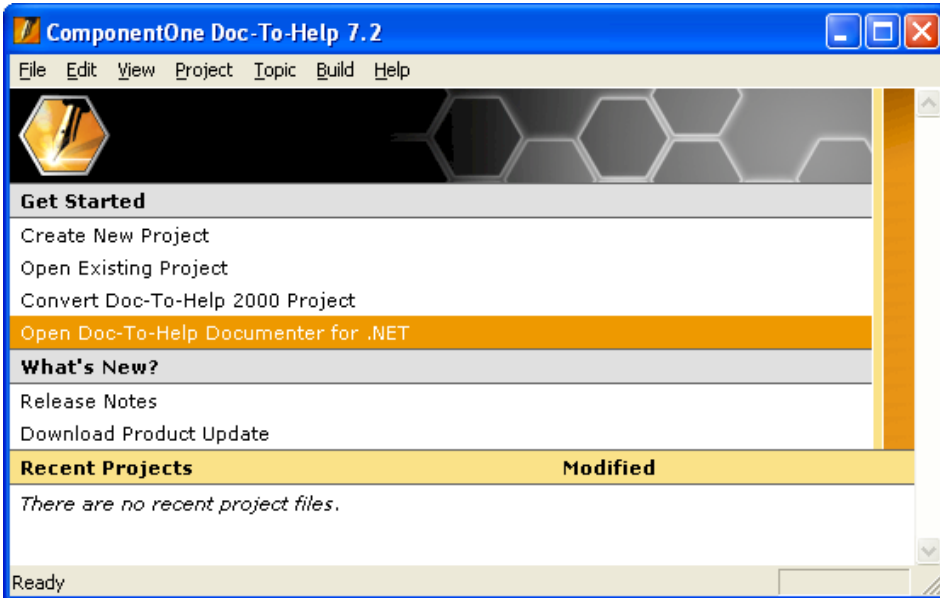 ComponentOne Doc-To-Help 7.2
File Edit View Project Topic Build Help
Get Started
Create New Project
Open Existing Project
Convert Doc-To-Help 2000 Project
Open Doc-To-Help Documenter for .NET
What's New?
Release Notes
Download Product Update
Recent Projects Modified
There are no recent project files.
Ready